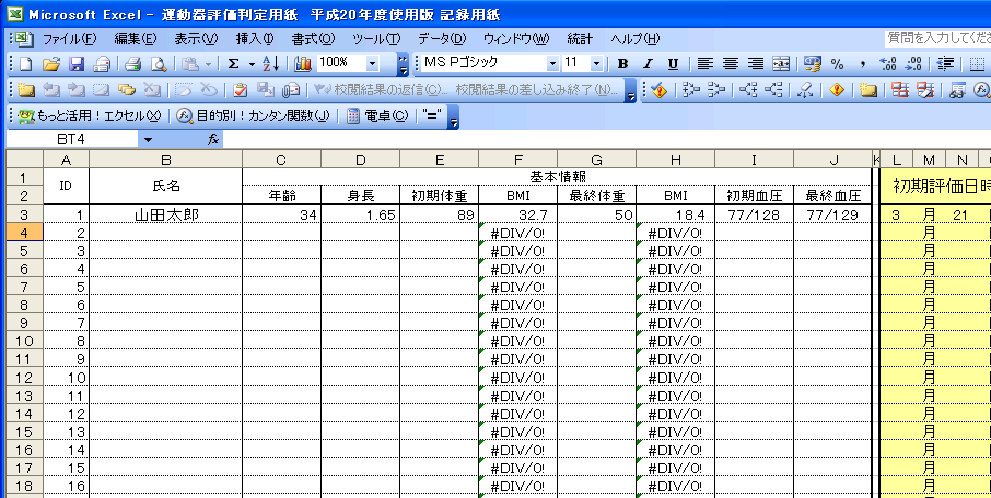 Microsoft Excel - 運動器評価判定用紙 平成20年度使用版 記録用紙
ファイル(F) 編集(E) 表示(V) 挿入(I) 書式(O) ツール(T) データ(D) ウィンドウ(W) 統計 ヘルプ(H) 質問を入力してくだ
100% MS Pゴシック 11 B I U
校閲結果の返信(C)... 校閲結果の差し込み終了(N)...
もっと活用！エクセル(X) 目的別！カンタン関数(J) 電卓(C) "="
BT4 fx
A B C D E F G H I J K L M N
1 ID 氏名 基本情報 初期評価日時
2 年齢 身長 初期体重 BMI 最終体重 BMI 初期血圧 最終血圧
3 1 山田太郎 34 1.65 89 32.7 50 18.4 77/128 77/129 3 月 21
4 2 #DIV/0! #DIV/0! 月
5 3 #DIV/0! #DIV/0! 月
6 4 #DIV/0! #DIV/0! 月
7 5 #DIV/0! #DIV/0! 月
8 6 #DIV/0! #DIV/0! 月
9 7 #DIV/0! #DIV/0! 月
10 8 #DIV/0! #DIV/0! 月
11 9 #DIV/0! #DIV/0! 月
12 10 #DIV/0! #DIV/0! 月
13 11 #DIV/0! #DIV/0! 月
14 12 #DIV/0! #DIV/0! 月
15 13 #DIV/0! #DIV/0! 月
16 14 #DIV/0! #DIV/0! 月
17 15 #DIV/0! #DIV/0! 月
18 16 #DIV/0! #DIV/0! 月